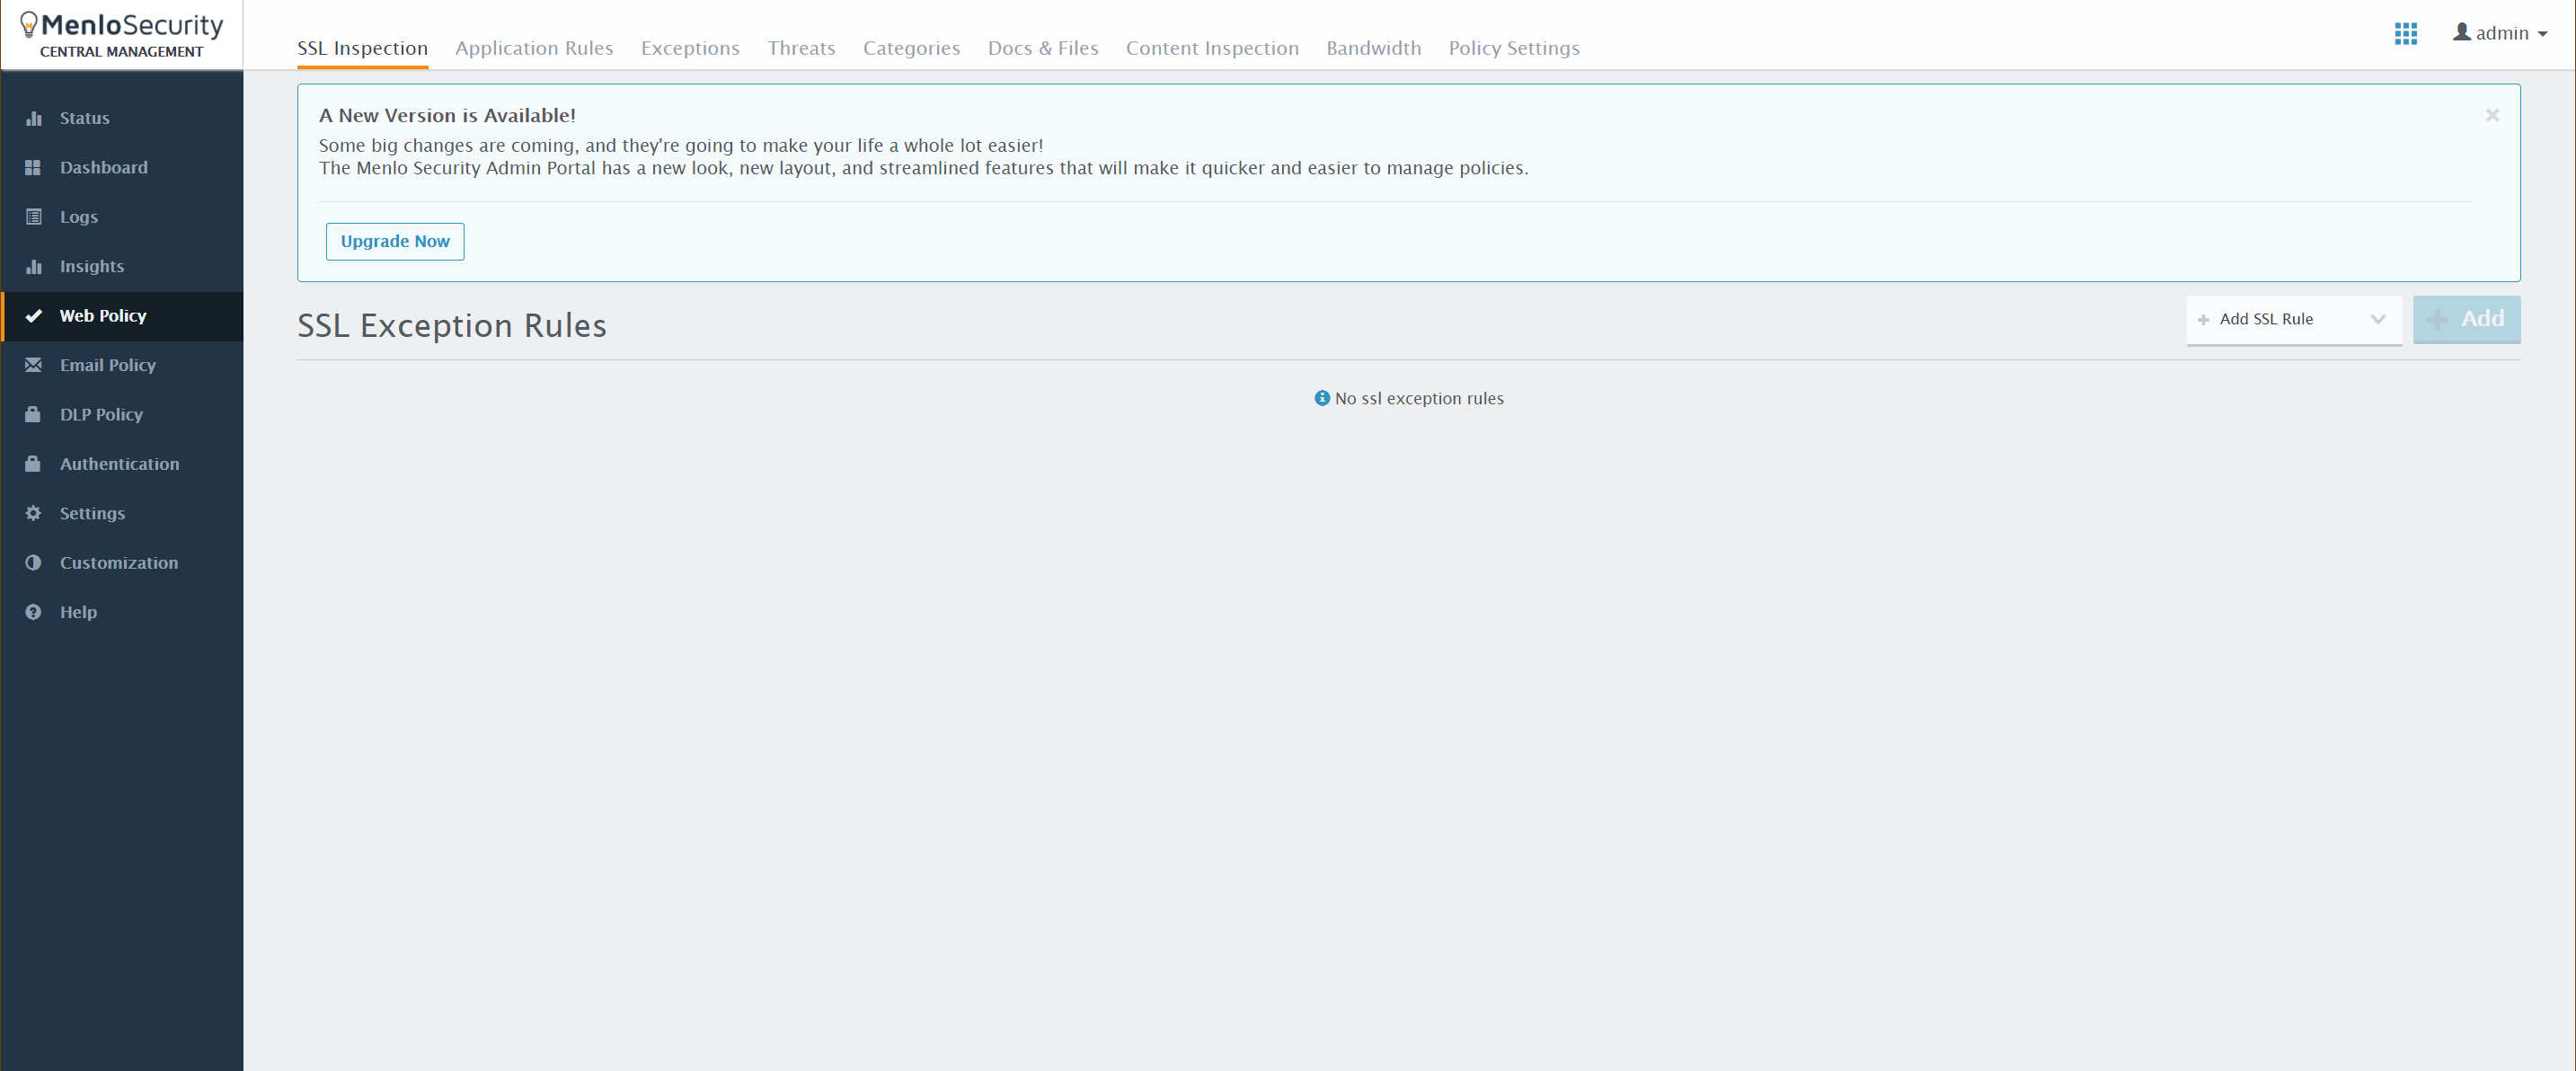 MenloSecurity
CENTRAL MANAGEMENT
SSL Inspection Application Rules Exceptions Threats Categories Docs & Files Content Inspection Bandwidth Policy Settings
admin
Status
Dashboard
Logs
Insights
Web Policy
Email Policy
DLP Policy
Authentication
Settings
Customization
Help
A New Version is Available!
Some big changes are coming, and they're going to make your life a whole lot easier!
The Menlo Security Admin Portal has a new look, new layout, and streamlined features that will make it quicker and easier to manage policies.
Upgrade Now
SSL Exception Rules
Add SSL Rule
Add
No ssl exception rules